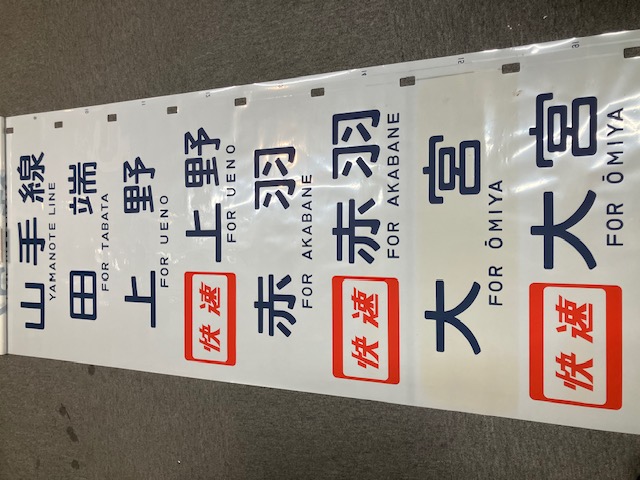 山手線
YAMANOTE LINE
田端
FOR TABATA
上野
FOR UENO
快速 上野
FOR UENO
赤羽
FOR AKABANE
快速 赤羽
FOR AKABANE
大宮
FOR ŌMIYA
快速 大宮
FOR ŌMIYA